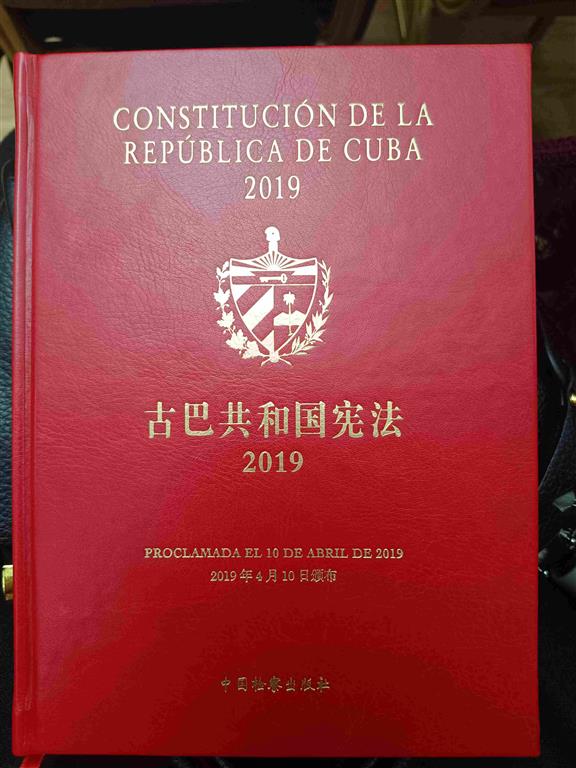 CONSTITUCIÓN DE LA
REPÚBLICA DE CUBA
2019
古巴共和国宪法
2019
PROCLAMADA EL 10 DE ABRIL DE 2019
2019年4月10日颁布
中国检察出版社